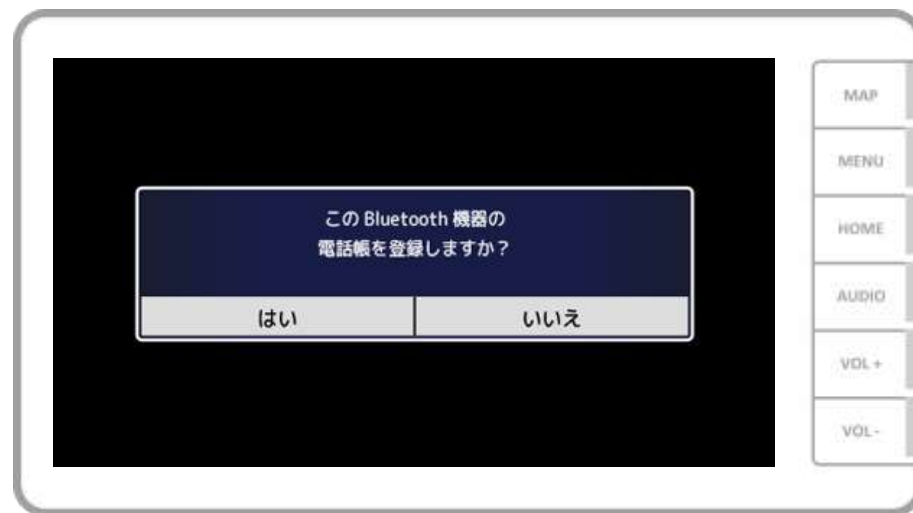 この Bluetooth 機器の
電話帳を登録しますか？
はい
いいえ
MAP
MENU
HOME
AUDIO
VOL +
VOL -